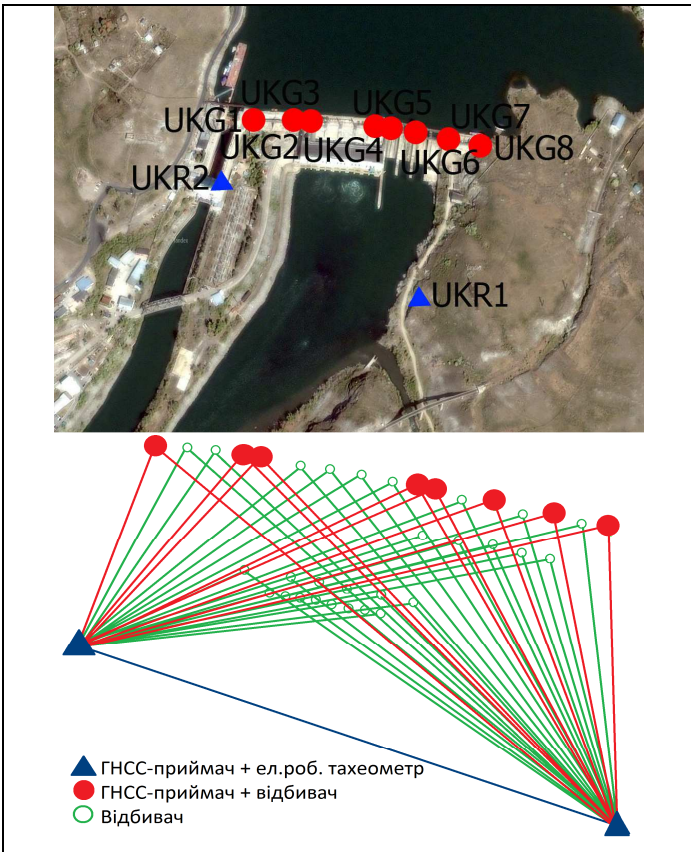 UKG3
UKG1
UKG5
UKG7
UKG2
UKG4
UKG6
UKG8
UKR2
UKR1
ГНСС-приймач + ел.роб. тахеометр
ГНСС-приймач + відбивач
Відбивач